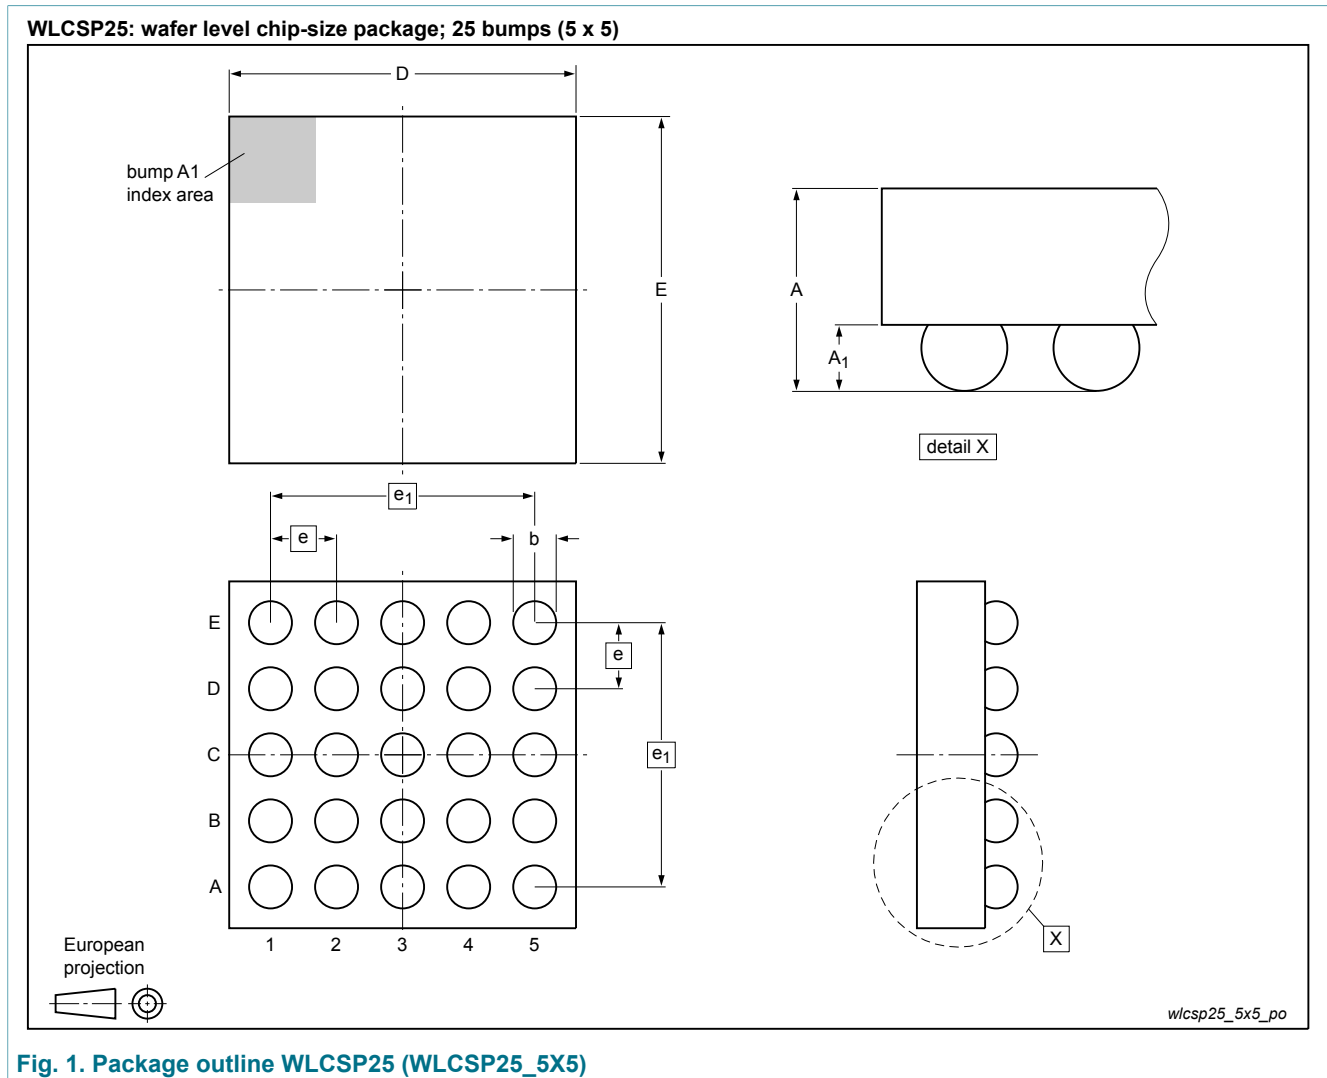 WLCSP25: wafer level chip-size package; 25 bumps (5 x 5)
D
bump A1
index area
E
A
A1
detail X
e1
e
b
E
D
C
B
A
e
e1
1 2 3 4 5
X
European
projection
wlcsp25_5x5_po
Fig. 1. Package outline WLCSP25 (WLCSP25_5X5)